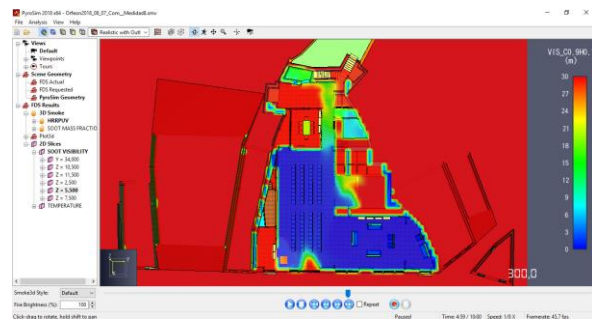 PyroSim 2018 x64 - Orfeon2018_08_07_Com,_MedidasB.smv
File Analysis View Help
Realistic with Outl
Views
Default
Viewpoints
Tours
Scene Geometry
FDS Actual
FDS Requested
PyroSim Geometry
FDS Results
3D Smoke
HRRPUV
SOOT MASS FRACTIO
Plot3d
2D Slices
SOOT VISIBILITY
Y = 34,000
Z = 10,500
Z = 11,500
Z = 2,500
Z = 5,500
Z = 7,500
TEMPERATURE
VIS_C0.9H0.
(m)
30
27
24
21
18
15
12
9
6
3
0
300,0
Smoke3d Style: Default
Fire Brightness (%): 100
Repeat
Click-drag to rotate, hold shift to pan
Paused
Time: 4:59 / 10:00
Speed: 1/8 X
Framerate: 45,7 fps